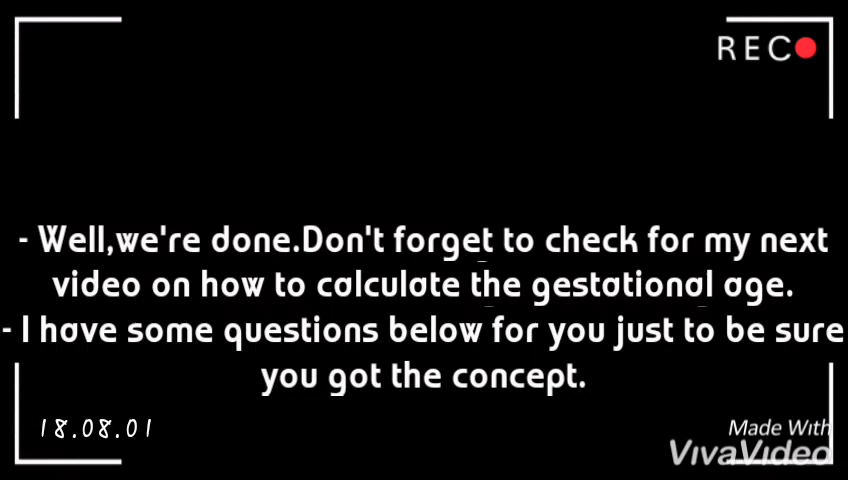 REC
- Well,we're done.Don't forget to check for my next
video on how to calculate the gestational age.
- I have some questions below for you just to be sure
you got the concept.
18.08.01
Made With
VivaVideo